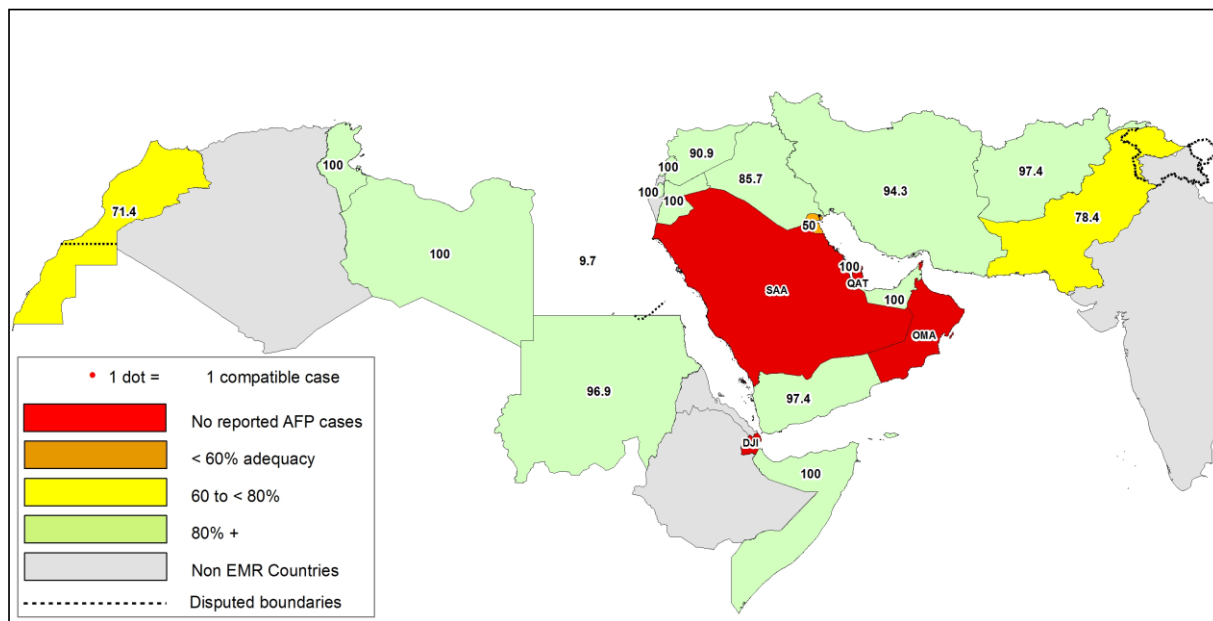 90.9
100
97.4
100
85.7
94.3
100
100
78.4
71.4
50
100
9.7
100
SAA
QAT
100
OMA
96.9
97.4
DJI
100
1 dot = 1 compatible case
No reported AFP cases
< 60% adequacy
60 to < 80%
80% +
Non EMR Countries
Disputed boundaries